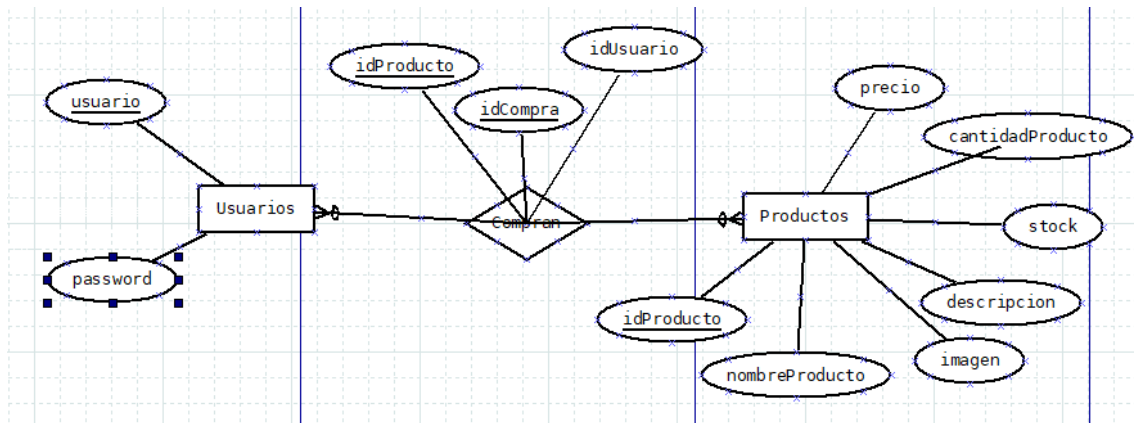 idUsuario
idProducto
precio
usuario
idCompra
cantidadProducto
Usuarios
Compran
Productos
stock
password
descripcion
idProducto
imagen
nombreProducto